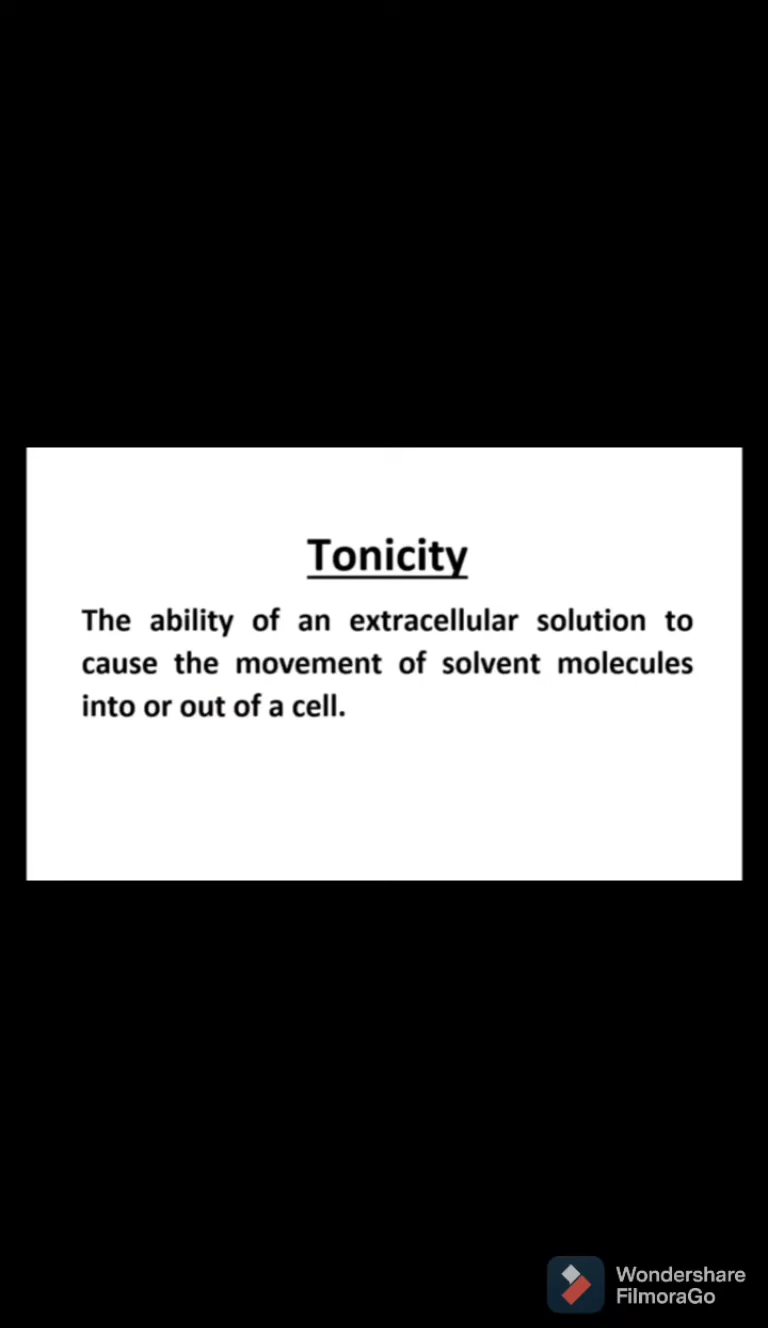 Tonicity
The ability of an extracellular solution to
cause the movement of solvent molecules
into or out of a cell.
Wondershare
FilmoraGo